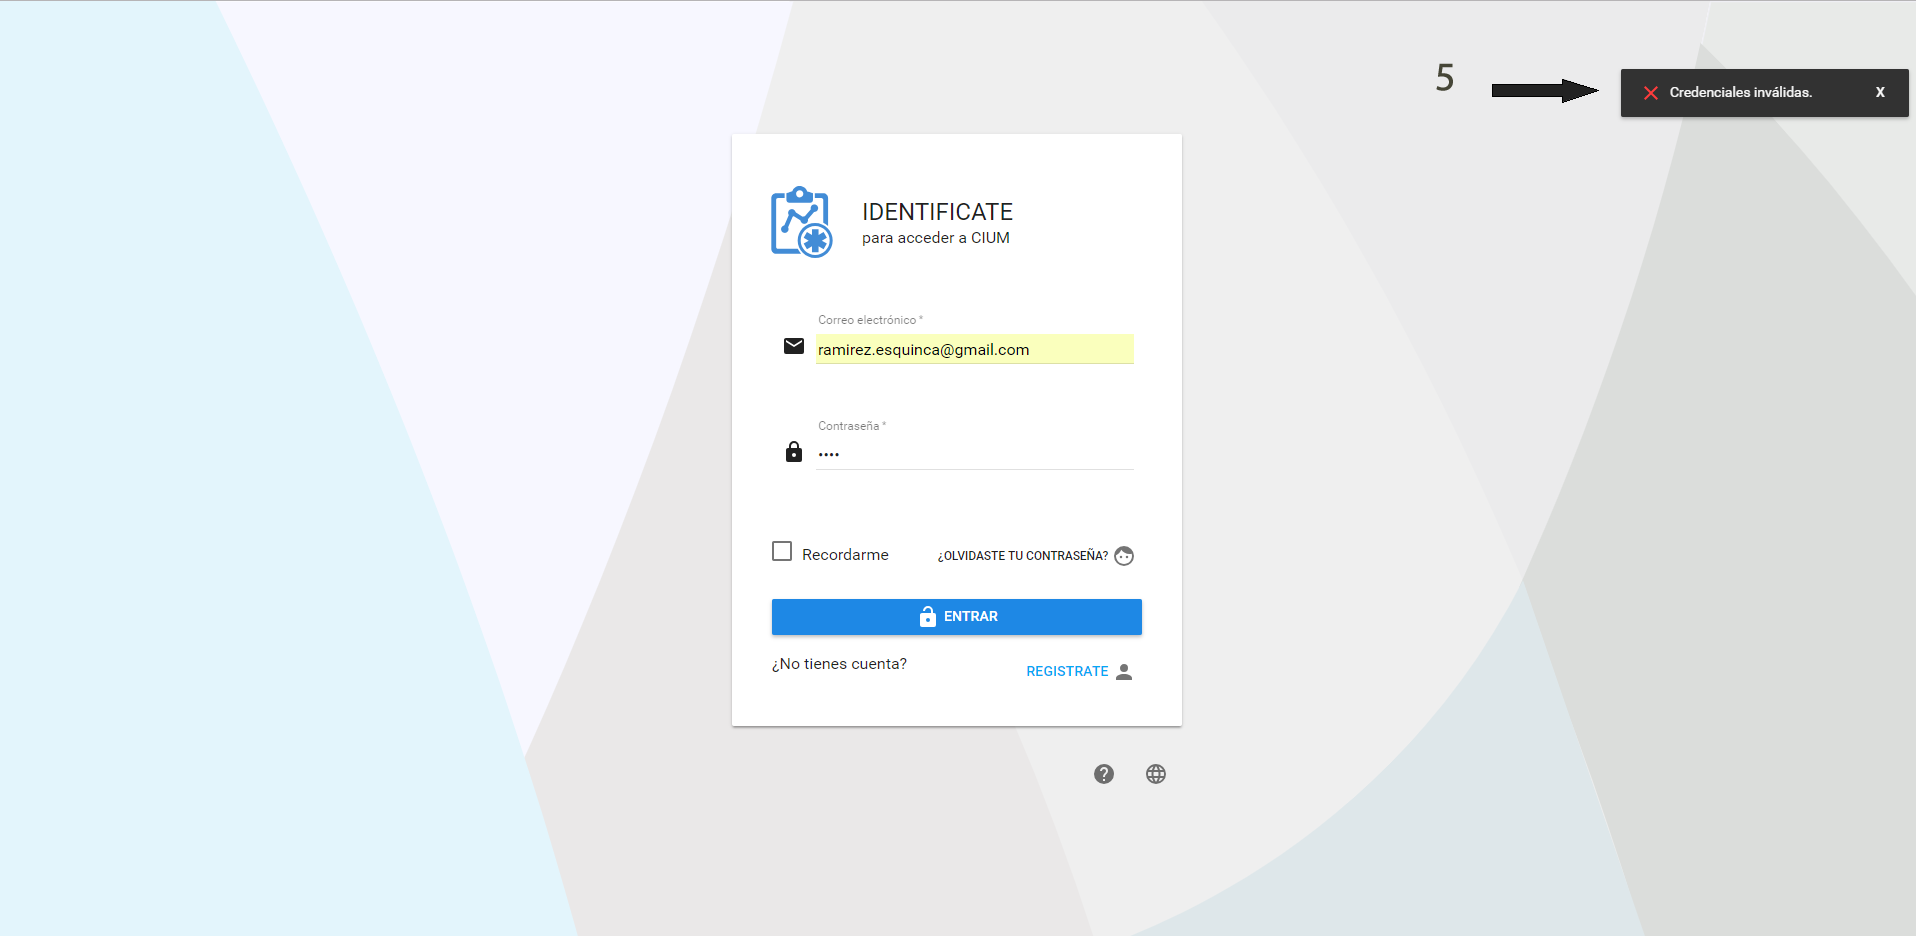 5
Credenciales inválidas.
X
IDENTIFICATE
para acceder a CIUM
Correo electrónico *
ramirez.esquinca@gmail.com
Contraseña *
••••
Recordarme
¿OLVIDASTE TU CONTRASEÑA?
ENTRAR
¿No tienes cuenta?
REGISTRATE
?